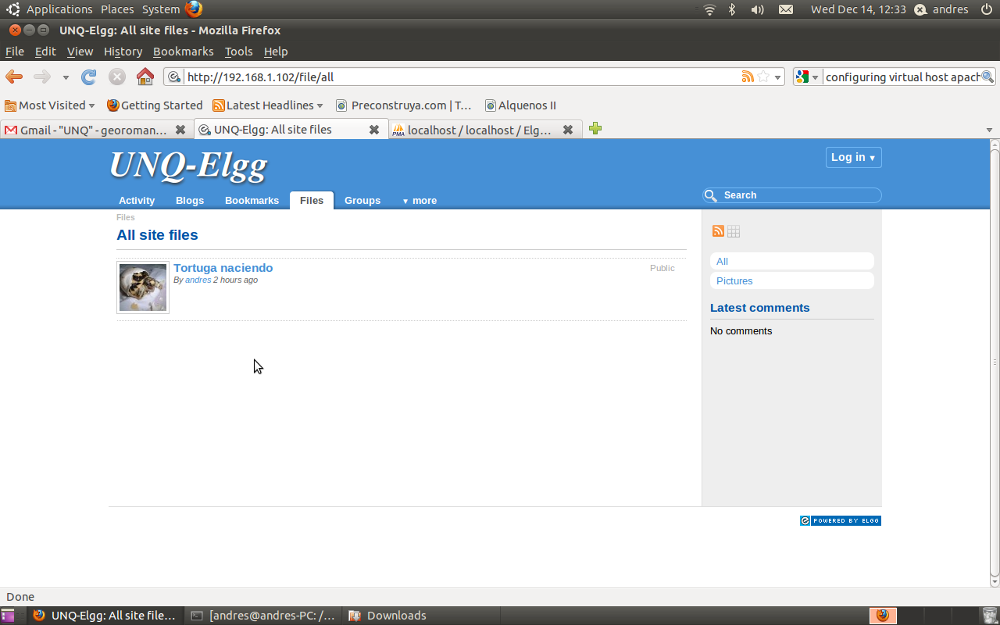 Applications Places System Wed Dec 14, 12:33 andres
UNQ-Elgg: All site files - Mozilla Firefox
File Edit View History Bookmarks Tools Help
http://192.168.1.102/file/all configuring virtual host apach
Most Visited Getting Started Latest Headlines Preconstruya.com | T... Alquenos II
Gmail - "UNQ" - georoman... UNQ-Elgg: All site files PMA localhost / localhost / Elg...
UNQ-Elgg
Log in ▼
Activity Blogs Bookmarks Files Groups ▼ more Search
Files
All site files
Tortuga naciendo Public
By andres 2 hours ago
All
Pictures
Latest comments
No comments
POWERED BY ELGG
Done
UNQ-Elgg: All site file... [andres@andres-PC: /... Downloads